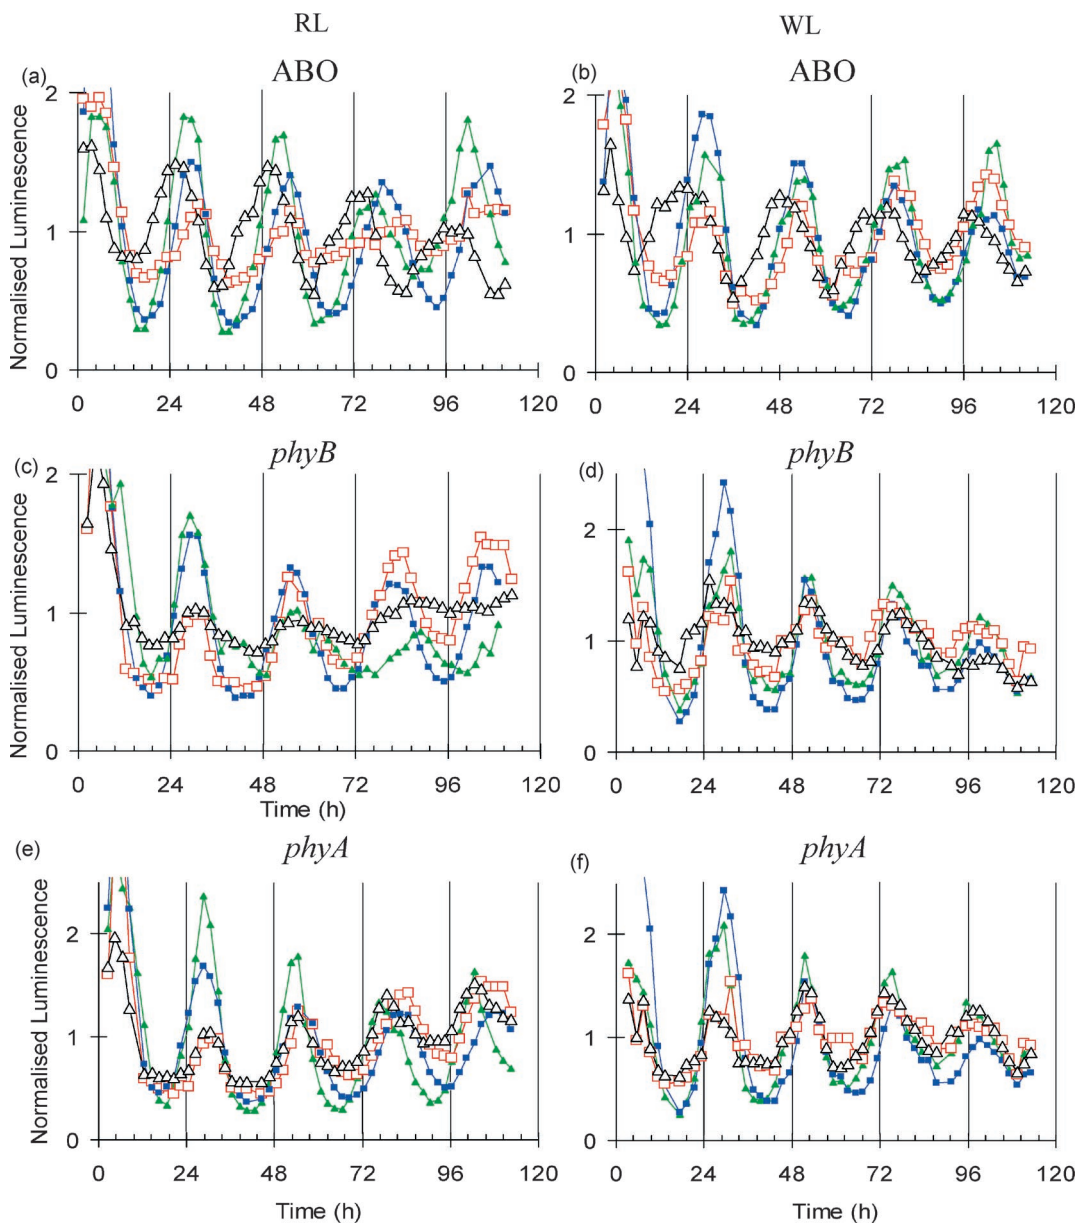 RL
WL
(a)
ABO
(b)
ABO
Normalised Luminescence
2
1
0
0 24 48 72 96 120
2
1
0
0 24 48 72 96 120
(c)
phyB
(d)
phyB
Normalised Luminescence
2
1
0
0 24 48 72 96 120
Time (h)
2
1
0
0 24 48 72 96 120
(e)
phyA
(f)
phyA
Normalised Luminescence
2
1
0
0 24 48 72 96 120
Time (h)
2
1
0
0 24 48 72 96 120
Time (h)